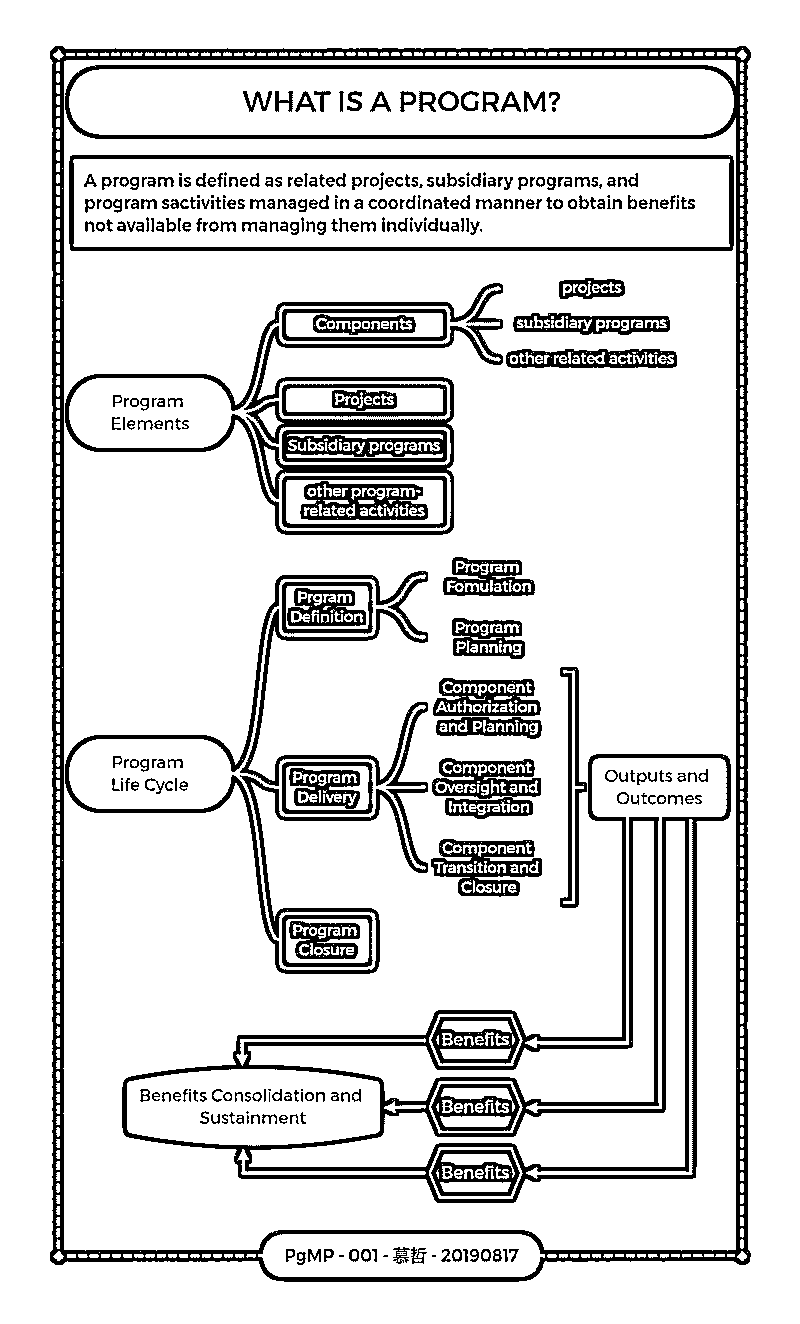 WHAT IS A PROGRAM?
A program is defined as related projects, subsidiary programs, and
program sactivities managed in a coordinated manner to obtain benefits
not available from managing them individually.
projects
Components
subsidiary programs
other related activities
Program
Elements
Projects
Subsidiary programs
other program-
related activities
Program
Fomulation
Prgram
Definition
Program
Planning
Component
Authorization
and Planning
Program
Life Cycle
Program
Delivery
Component
Oversight and
Integration
Outputs and
Outcomes
Component
Transition and
Closure
Program
Closure
Benefits
Benefits Consolidation and
Sustainment
Benefits
Benefits
PgMP - 001 - 慕哲 - 20190817